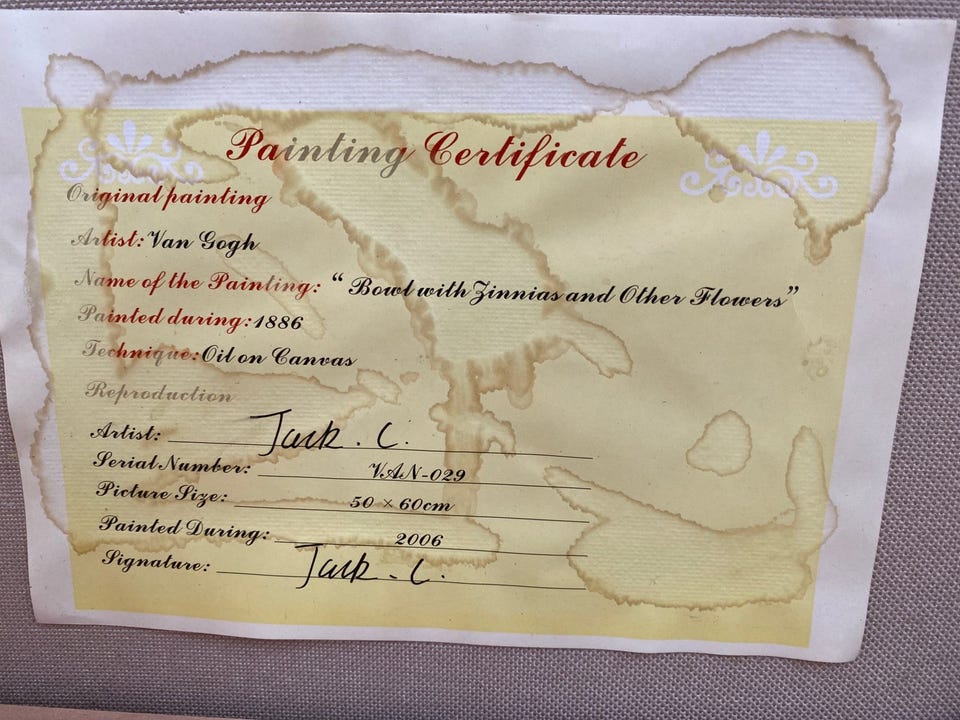 Painting Certificate
Original painting
Artist: Van Gogh
Name of the Painting: “ Bowl with Zinnias and Other Flowers”
Painted during: 1886
Technique: Oil on Canvas
Reproduction
Artist: Jack . C.
Serial Number: VAN-029
Picture Size: 50 × 60cm
Painted During: 2006
Signature: Jack . C.